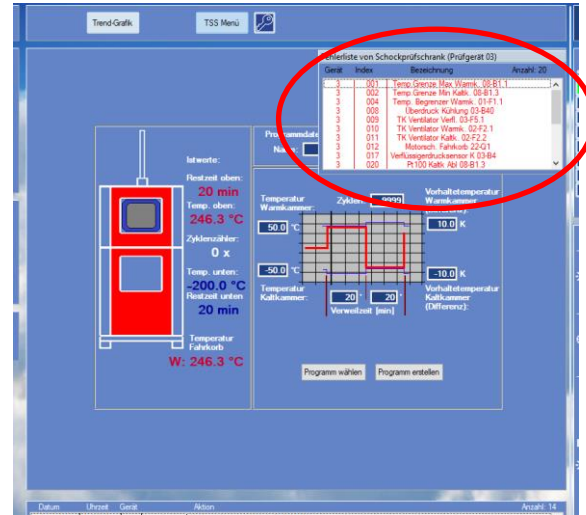 Trend-Grafik
TSS Menü
Fehlerliste von Schockprüfschrank (Prüfgerät 03)
Gerät Index Bezeichnung Anzahl: 20
3 001 Temp.Grenze Max Warmk. 08-B1.1
3 002 Temp.Grenze Min Kaltk. 08-B1.3
3 004 Temp. Begrenzer Warmk. 01-F1.1
3 008 Überdruck Kühlung 03-B40
3 009 TK Ventilator Verfl. 03-F5.1
3 010 TK Ventilator Warmk. 02-F2.1
3 011 TK Ventilator Kaltk. 02-F2.2
3 012 Motorsch. Fahrkorb 22-Q1
3 017 Verflüssigerdrucksensor K 03-B4
3 020 Pt100 Kaltk Abl 08-B1.3
Programmdate
Name:
Istwerte:
Restzeit oben:
20 min
Temp. oben:
246.3 °C
Zyklenzähler:
0 x
Temp. unten:
-200.0 °C
Restzeit unten
20 min
Temperatur
Fahrkorb
W: 246.3 °C
Temperatur
Warmkammer:
50.0 °C
-50.0 °C
Temperatur
Kaltkammer:
Zyklen: 9999
Vorhaltetemperatur
Warmkammer
10.0 K
-10.0 K
Vorhaltetemperatur
Kaltkammer
(Differenz):
20 ' 20 '
Verweilzeit [min]
Programm wählen
Programm erstellen
Datum Uhrzeit Gerät Aktion Anzahl: 14